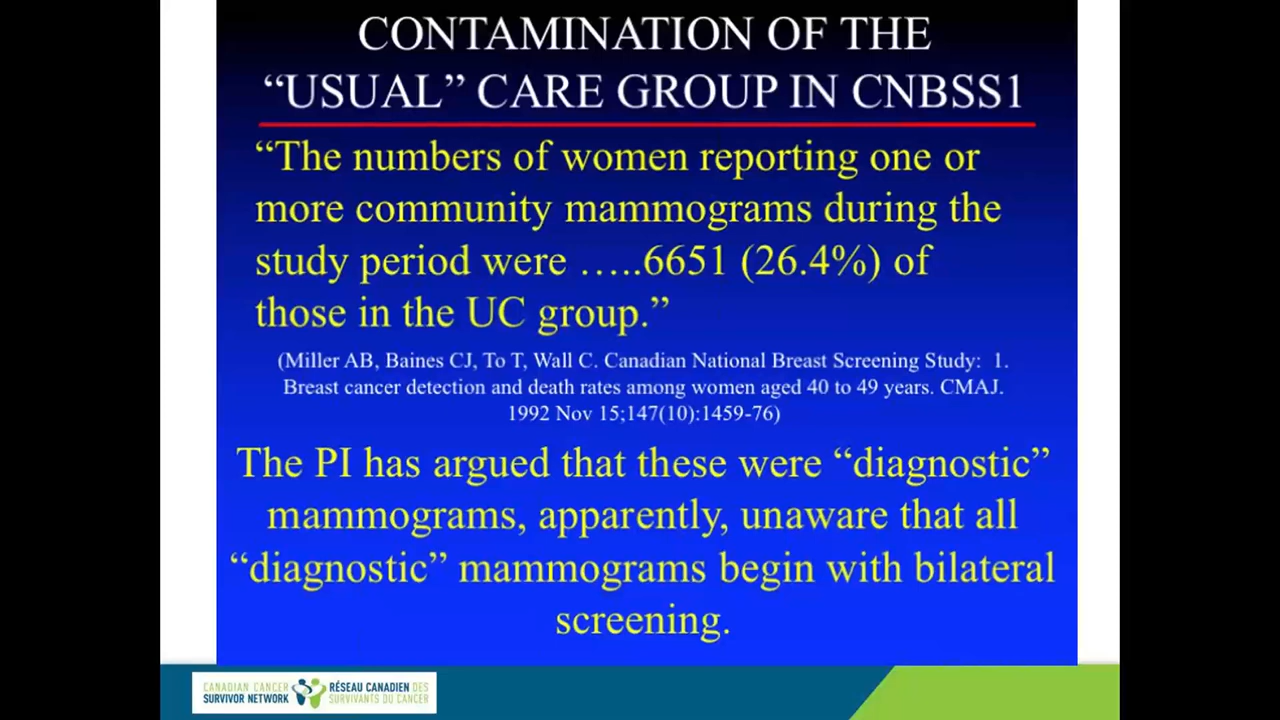 CONTAMINATION OF THE
“USUAL” CARE GROUP IN CNBSS1
“The numbers of women reporting one or
more community mammograms during the
study period were …..6651 (26.4%) of
those in the UC group.”
(Miller AB, Baines CJ, To T, Wall C. Canadian National Breast Screening Study: 1.
Breast cancer detection and death rates among women aged 40 to 49 years. CMAJ.
1992 Nov 15;147(10):1459-76)
The PI has argued that these were “diagnostic”
mammograms, apparently, unaware that all
“diagnostic” mammograms begin with bilateral
screening.
CANADIAN CANCER
SURVIVOR NETWORK
RÉSEAU CANADIEN DES
SURVIVANTS DU CANCER